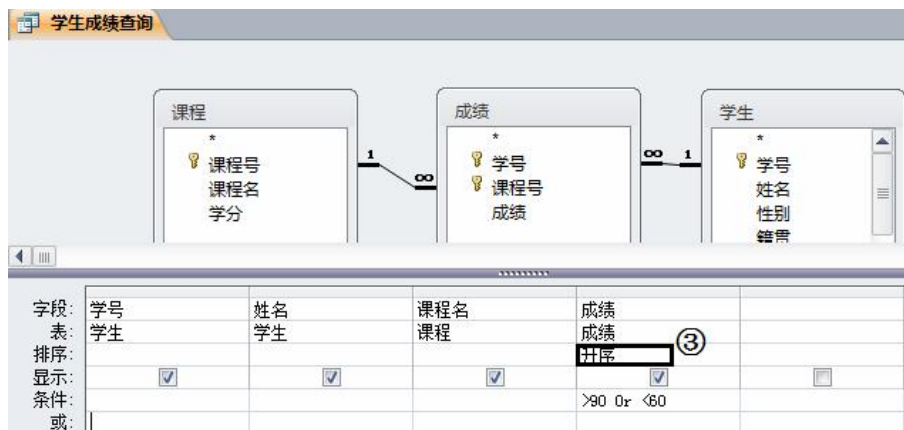 学生成绩查询
课程 成绩 学生
* * *
课程号 1 ∞ 学号 ∞ 1 学号
课程名 课程号 姓名
学分 成绩 性别
籍贯
字段: 学号 姓名 课程名 成绩
表: 学生 学生 课程 成绩
排序: 升序 ③
显示:
条件: >90 Or <60
或: